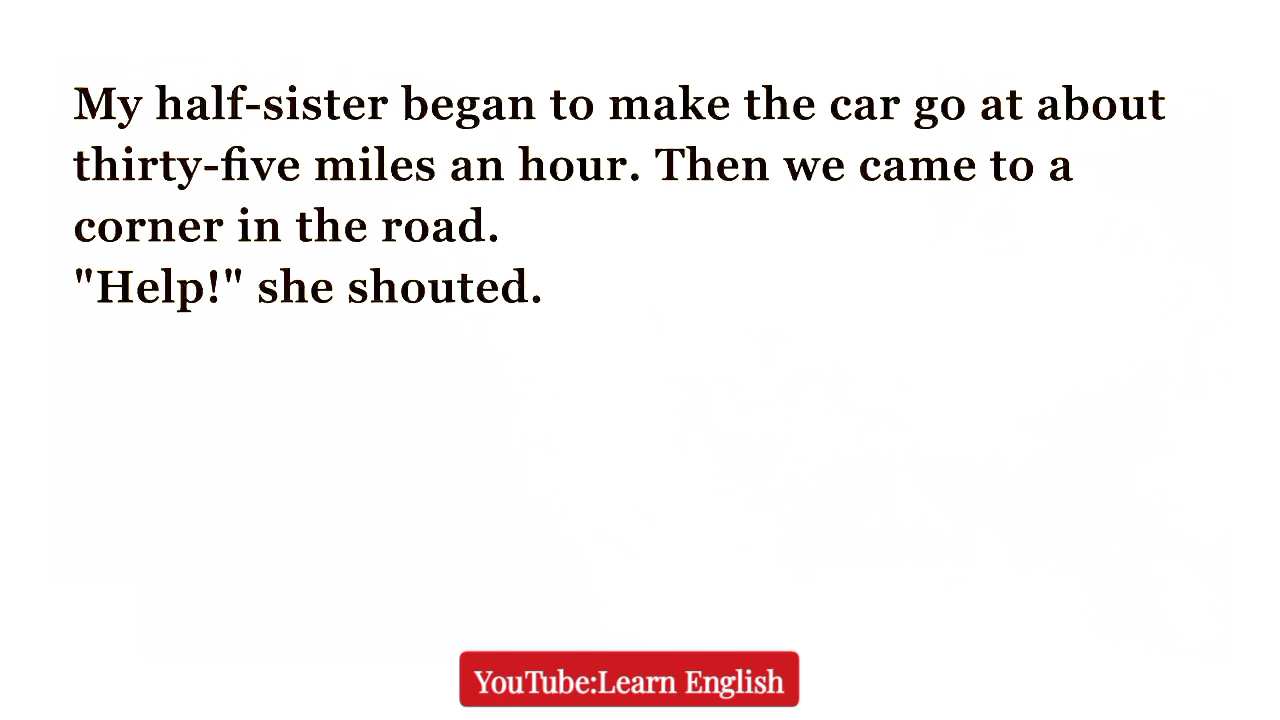 My half-sister began to make the car go at about
thirty-five miles an hour. Then we came to a
corner in the road.
"Help!" she shouted.
YouTube:Learn English